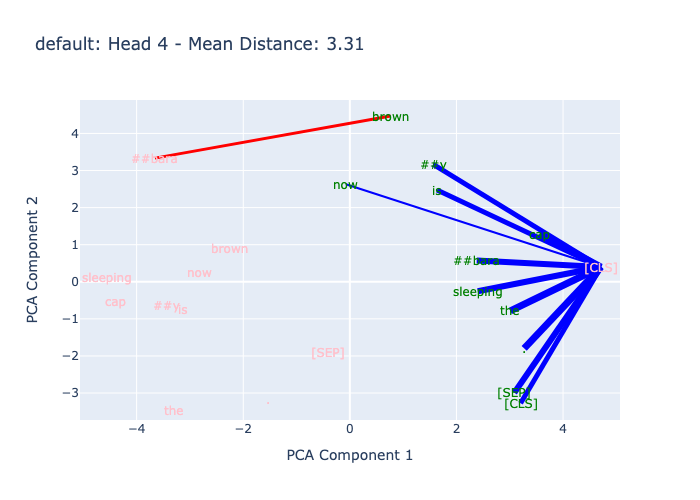 default: Head 4 - Mean Distance: 3.31
brown
##bara
##y
now
is
cap
brown
##bara
[CLS]
now
sleeping
sleeping
cap
##y
is
the
.
[SEP]
[SEP]
[CLS]
the
.
4
3
2
1
0
−1
−2
−3
−4
−2
0
2
4
PCA Component 1
PCA Component 2